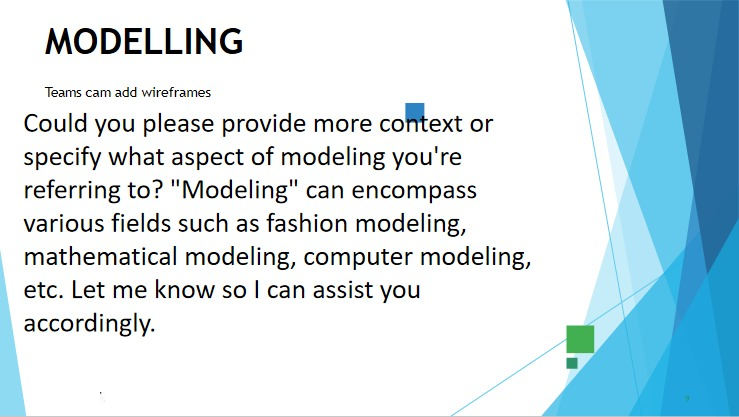 MODELLING
Teams cam add wireframes
Could you please provide more context or
specify what aspect of modeling you're
referring to? "Modeling" can encompass
various fields such as fashion modeling,
mathematical modeling, computer modeling,
etc. Let me know so I can assist you
accordingly.
9